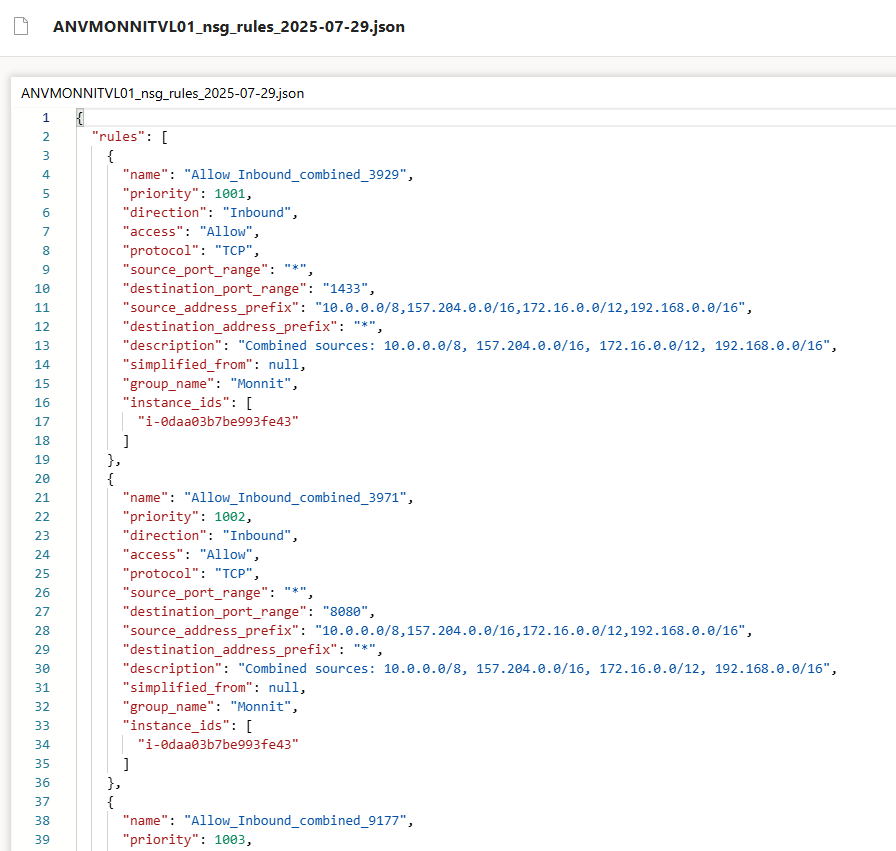 ANVMONNITVL01_nsg_rules_2025-07-29.json
ANVMONNITVL01_nsg_rules_2025-07-29.json
1 {
2 "rules": [
3 {
4 "name": "Allow_Inbound_combined_3929",
5 "priority": 1001,
6 "direction": "Inbound",
7 "access": "Allow",
8 "protocol": "TCP",
9 "source_port_range": "*",
10 "destination_port_range": "1433",
11 "source_address_prefix": "10.0.0.0/8,157.204.0.0/16,172.16.0.0/12,192.168.0.0/16",
12 "destination_address_prefix": "*",
13 "description": "Combined sources: 10.0.0.0/8, 157.204.0.0/16, 172.16.0.0/12, 192.168.0.0/16",
14 "simplified_from": null,
15 "group_name": "Monnit",
16 "instance_ids": [
17 "i-0daa03b7be993fe43"
18 ]
19 },
20 {
21 "name": "Allow_Inbound_combined_3971",
22 "priority": 1002,
23 "direction": "Inbound",
24 "access": "Allow",
25 "protocol": "TCP",
26 "source_port_range": "*",
27 "destination_port_range": "8080",
28 "source_address_prefix": "10.0.0.0/8,157.204.0.0/16,172.16.0.0/12,192.168.0.0/16",
29 "destination_address_prefix": "*",
30 "description": "Combined sources: 10.0.0.0/8, 157.204.0.0/16, 172.16.0.0/12, 192.168.0.0/16",
31 "simplified_from": null,
32 "group_name": "Monnit",
33 "instance_ids": [
34 "i-0daa03b7be993fe43"
35 ]
36 },
37 {
38 "name": "Allow_Inbound_combined_9177",
39 "priority": 1003,